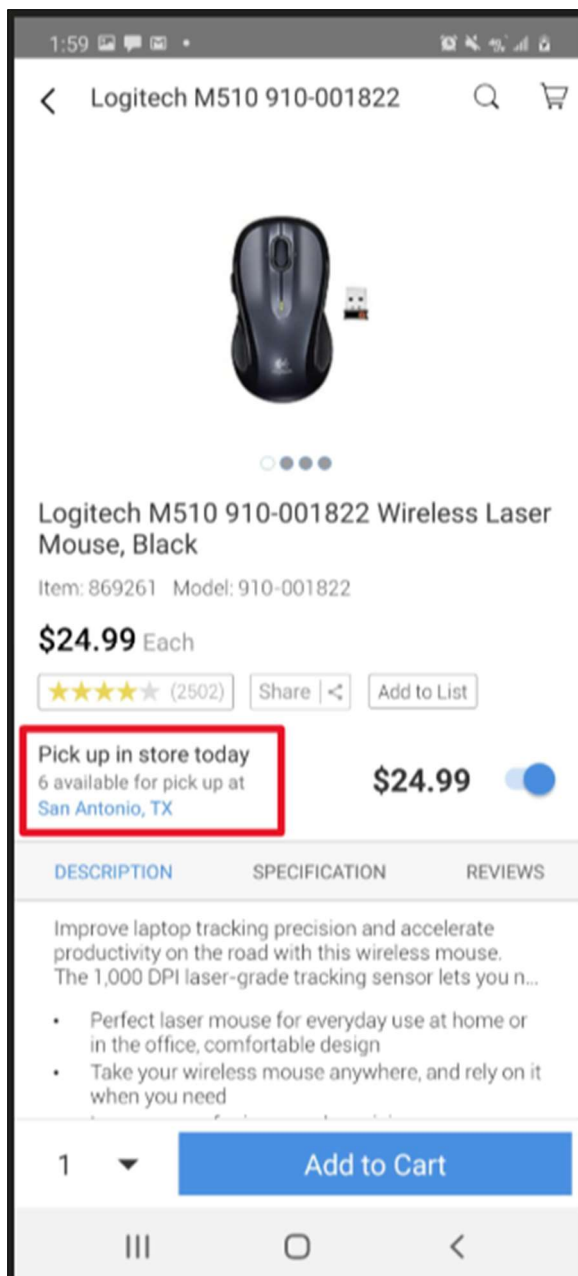 1:59
Logitech M510 910-001822
Logitech M510 910-001822 Wireless Laser
Mouse, Black
Item: 869261 Model: 910-001822
$24.99 Each
(2502) Share Add to List
Pick up in store today
6 available for pick up at
San Antonio, TX
$24.99
DESCRIPTION SPECIFICATION REVIEWS
Improve laptop tracking precision and accelerate
productivity on the road with this wireless mouse.
The 1,000 DPI laser-grade tracking sensor lets you n...
• Perfect laser mouse for everyday use at home or
in the office, comfortable design
• Take your wireless mouse anywhere, and rely on it
when you need
1 Add to Cart